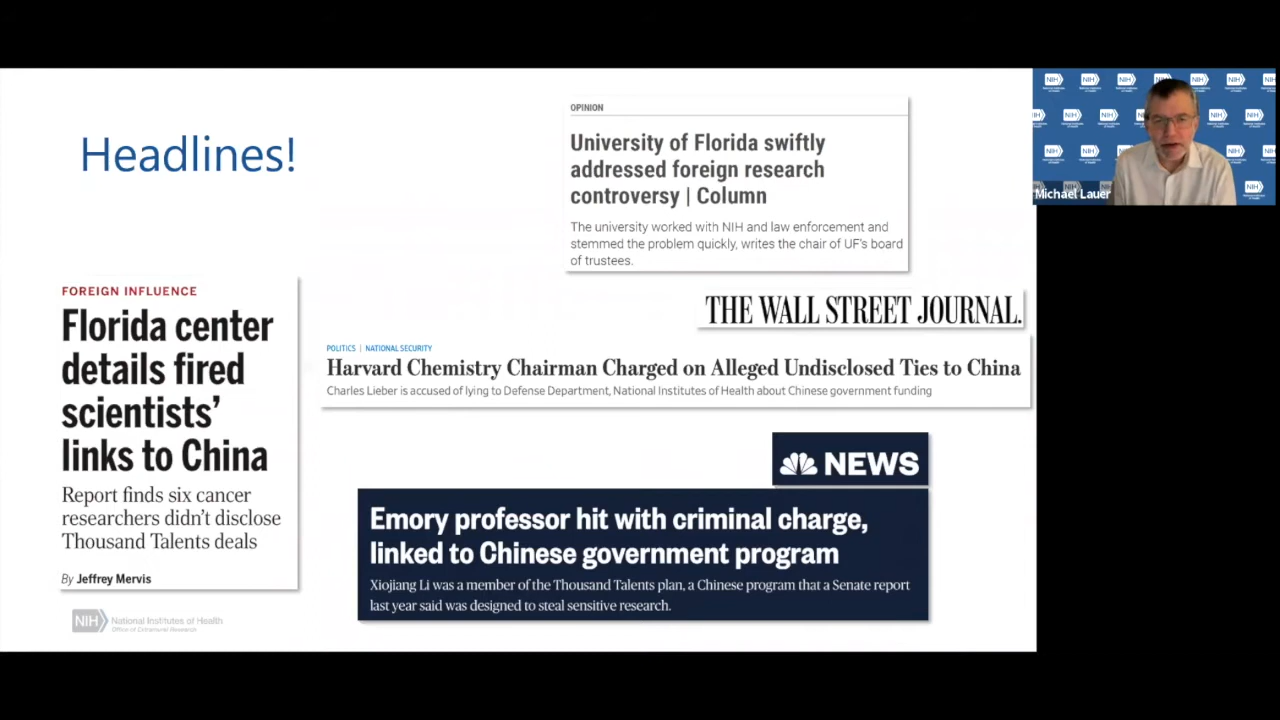 Headlines!
OPINION
University of Florida swiftly
addressed foreign research
controversy | Column
The university worked with NIH and law enforcement and
stemmed the problem quickly, writes the chair of UF's board
of trustees.
FOREIGN INFLUENCE
Florida center
details fired
scientists'
links to China
Report finds six cancer
researchers didn't disclose
Thousand Talents deals
By Jeffrey Mervis
THE WALL STREET JOURNAL.
POLITICS | NATIONAL SECURITY
Harvard Chemistry Chairman Charged on Alleged Undisclosed Ties to China
Charles Lieber is accused of lying to Defense Department, National Institutes of Health about Chinese government funding
NEWS
Emory professor hit with criminal charge,
linked to Chinese government program
Xiojiang Li was a member of the Thousand Talents plan, a Chinese program that a Senate report
last year said was designed to steal sensitive research.
NIH National Institutes of Health
Office of Extramural Research
NIH
Michael Lauer